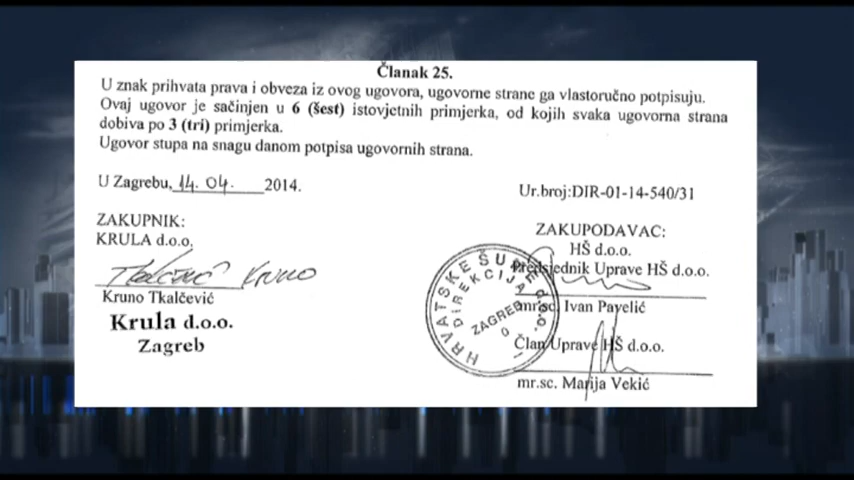 Članak 25.
U znak prihvata prava i obveza iz ovog ugovora, ugovorne strane ga vlastoručno potpisuju.
Ovaj ugovor je sačinjen u 6 (šest) istovjetnih primjerka, od kojih svaka ugovorna strana
dobiva po 3 (tri) primjerka.
Ugovor stupa na snagu danom potpisa ugovornih strana.
U Zagrebu, 14. 04. 2014.
Ur.broj:DIR-01-14-540/31
ZAKUPNIK:
KRULA d.o.o.
Tkalčević Kruno
Kruno Tkalčević
Krula d.o.o.
Zagreb
ZAKUPODAVAC:
HŠ d.o.o.
Predsjednik Uprave HŠ d.o.o.
mr.sc. Ivan Pavelić
Član Uprave HŠ d.o.o.
mr.sc. Marija Vekić
HRVATSKE ŠUME d.o.o.
DIREKCIJA
ZAGREB